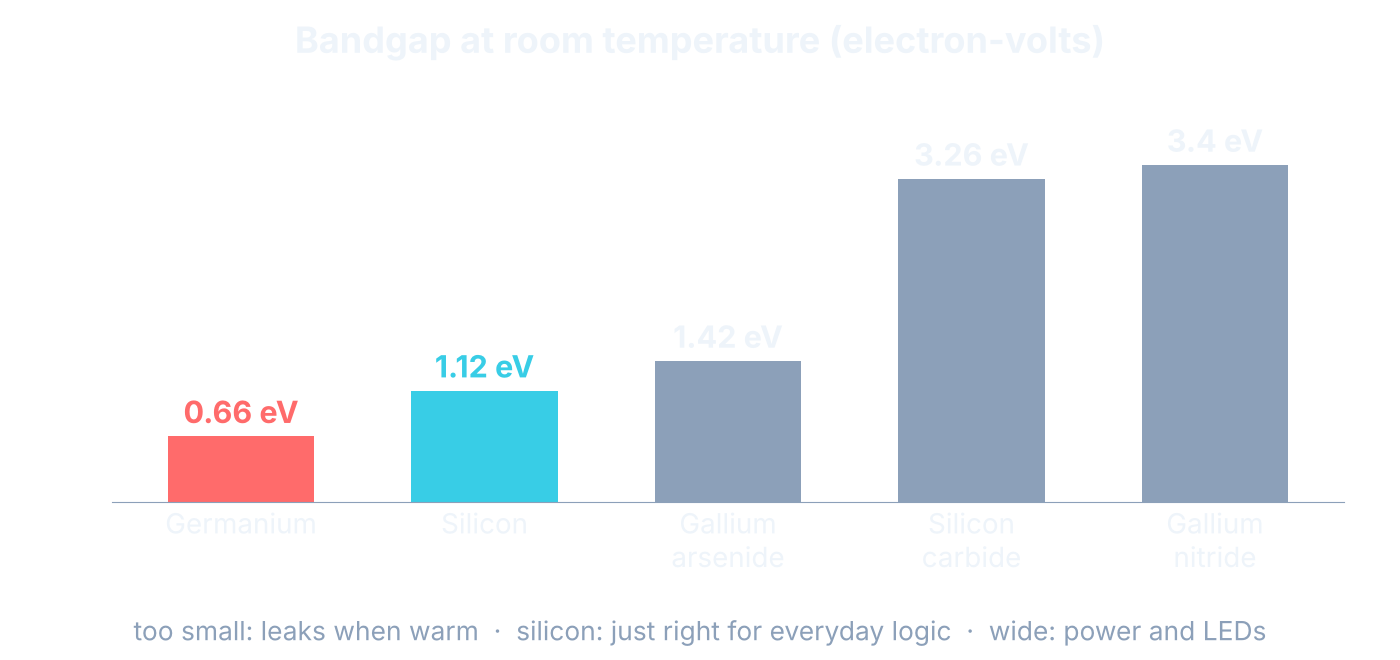 Bandgap at room temperature (electron-volts)
3.4 eV
3.26 eV
1.42 eV
1.12 eV
0.66 eV
Germanium
Silicon
Gallium
arsenide
Silicon
carbide
Gallium
nitride
too small: leaks when warm · silicon: just right for everyday logic · wide: power and LEDs